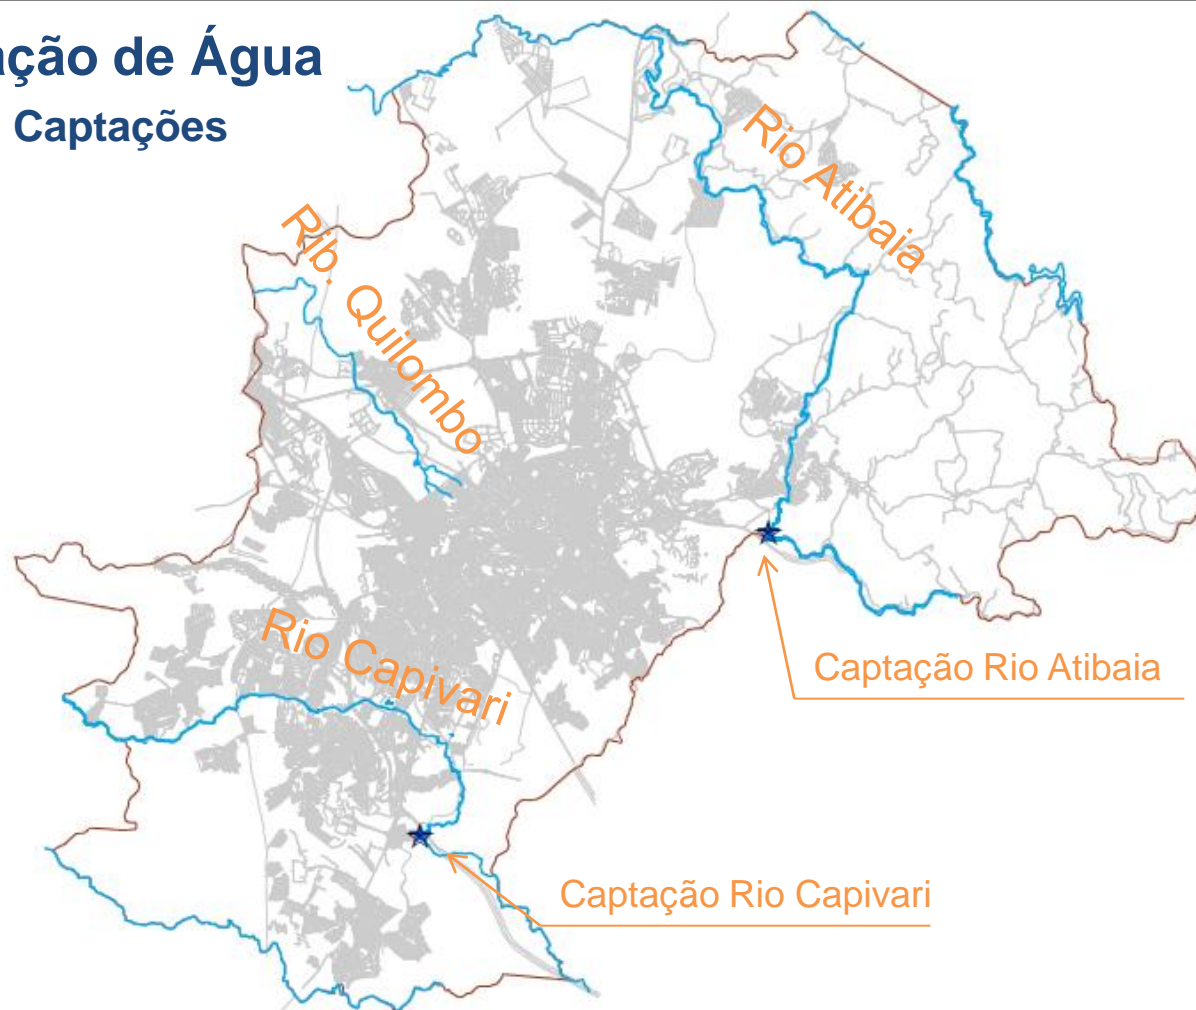 ação de Água
Captações
Rio Atibaia
Rib. Quilombo
Rio Capivari
Captação Rio Atibaia
Captação Rio Capivari